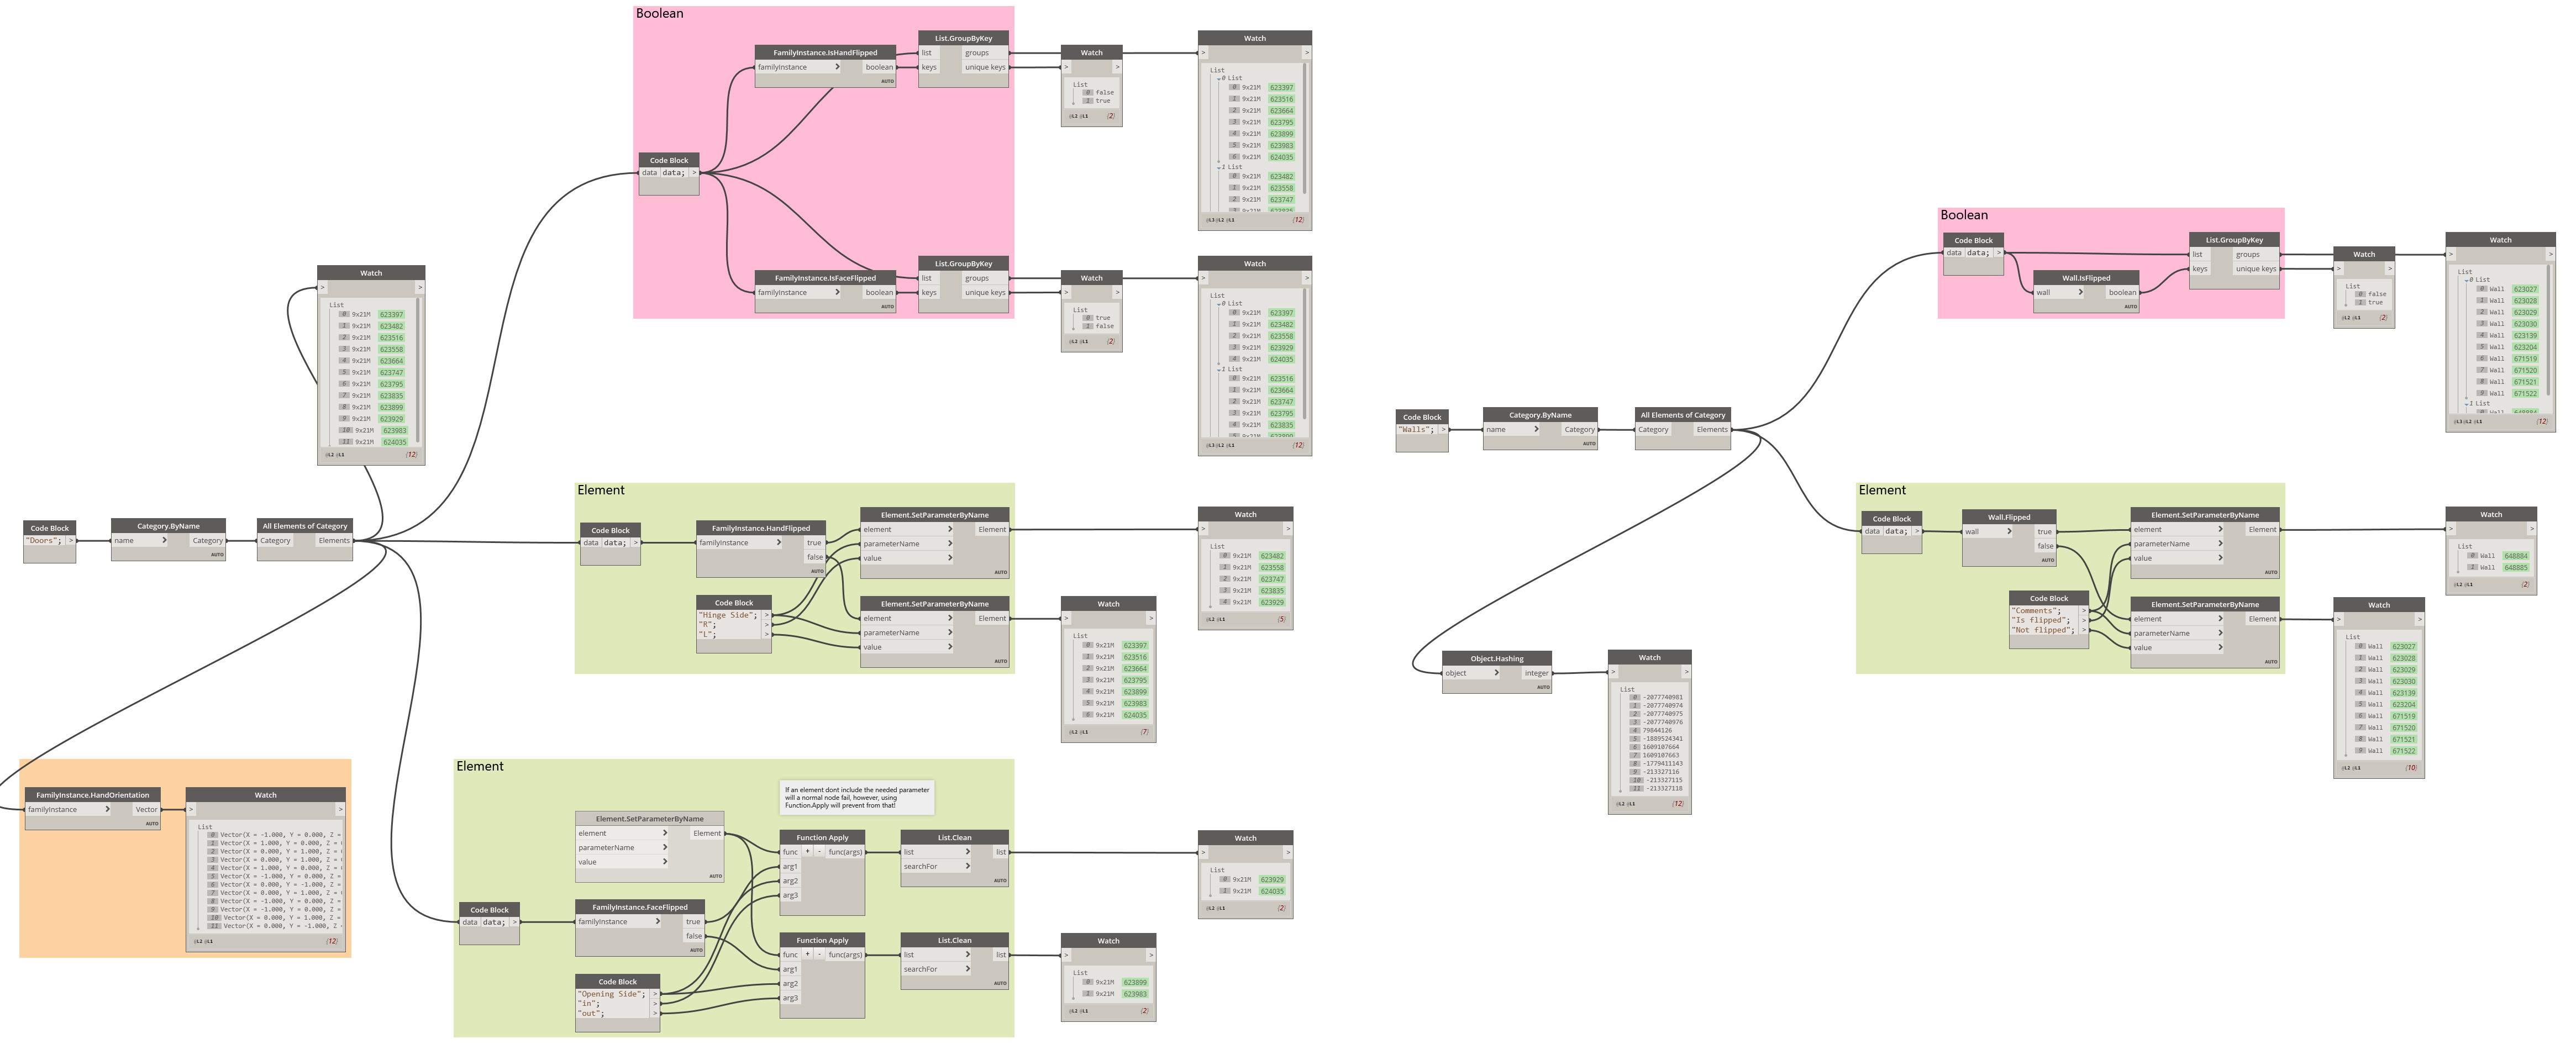 Boolean
FamilyInstance.IsHandFlipped
familyInstance > boolean
AUTO
List.GroupByKey
list groups
keys unique keys
Watch
> >
List
0 false
1 true
@L2 @L1 {2}
Watch
> >
List
0 List
0 9x21M 623397
1 9x21M 623516
2 9x21M 623664
3 9x21M 623795
4 9x21M 623899
5 9x21M 623983
6 9x21M 624035
1 List
0 9x21M 623482
1 9x21M 623558
2 9x21M 623747
@L3 @L2 @L1 {12}
Code Block
data data; >
FamilyInstance.IsFaceFlipped
familyInstance > boolean
AUTO
List.GroupByKey
list groups
keys unique keys
Watch
> >
List
0 true
1 false
@L2 @L1 {2}
Watch
> >
List
0 List
0 9x21M 623397
1 9x21M 623482
2 9x21M 623558
3 9x21M 623929
4 9x21M 624035
1 List
0 9x21M 623516
1 9x21M 623664
2 9x21M 623747
3 9x21M 623795
4 9x21M 623835
@L3 @L2 @L1 {12}
Watch
> >
List
0 9x21M 623397
1 9x21M 623482
2 9x21M 623516
3 9x21M 623558
4 9x21M 623664
5 9x21M 623747
6 9x21M 623795
7 9x21M 623835
8 9x21M 623899
9 9x21M 623929
10 9x21M 623983
11 9x21M 624035
@L2 @L1 {12}
Code Block
"Doors"; >
Category.ByName
name > Category
AUTO
All Elements of Category
Category Elements
AUTO
Element
Code Block
data data; >
FamilyInstance.HandFlipped
familyInstance > true
false
AUTO
Code Block
"Hinge Side"; >
"R"; >
"L"; >
Element.SetParameterByName
element > Element
parameterName >
value >
AUTO
Element.SetParameterByName
element > Element
parameterName >
value >
AUTO
Watch
> >
List
0 9x21M 623482
1 9x21M 623558
2 9x21M 623747
3 9x21M 623835
4 9x21M 623929
@L2 @L1 {5}
Watch
> >
List
0 9x21M 623397
1 9x21M 623516
2 9x21M 623664
3 9x21M 623795
4 9x21M 623899
5 9x21M 623983
6 9x21M 624035
@L2 @L1 {7}
FamilyInstance.HandOrientation
familyInstance > Vector
AUTO
Watch
> >
List
0 Vector(X = -1.000, Y = 0.000, Z =
1 Vector(X = 1.000, Y = 0.000, Z =
2 Vector(X = 0.000, Y = 1.000, Z =
3 Vector(X = 0.000, Y = 1.000, Z =
4 Vector(X = 1.000, Y = 0.000, Z =
5 Vector(X = -1.000, Y = 0.000, Z =
6 Vector(X = 0.000, Y = -1.000, Z =
7 Vector(X = 0.000, Y = 1.000, Z =
8 Vector(X = -1.000, Y = 0.000, Z =
9 Vector(X = -1.000, Y = 0.000, Z =
10 Vector(X = 0.000, Y = 1.000, Z =
11 Vector(X = 0.000, Y = -1.000, Z
@L2 @L1 {12}
Element
If an element dont include the needed parameter
will a normal node fail, however, using
Function.Apply will prevent from that!
Element.SetParameterByName
element > Element
parameterName >
value >
AUTO
Function Apply
func + - func(args)
arg1
arg2
arg3
List.Clean
list > list
searchFor >
AUTO
Watch
> >
List
0 9x21M 623929
1 9x21M 624035
@L2 @L1 {2}
Code Block
data data; >
FamilyInstance.FaceFlipped
familyInstance > true
false
AUTO
Code Block
"Opening Side"; >
"in"; >
"out"; >
Function Apply
func + - func(args)
arg1
arg2
arg3
List.Clean
list > list
searchFor >
AUTO
Watch
> >
List
0 9x21M 623899
1 9x21M 623983
@L2 @L1 {2}
Boolean
Code Block
data data; >
Wall.IsFlipped
wall > boolean
AUTO
List.GroupByKey
list groups
keys unique keys
Watch
> >
List
0 false
1 true
@L2 @L1 {2}
Watch
> >
List
0 List
0 Wall 623027
1 Wall 623028
2 Wall 623029
3 Wall 623030
4 Wall 623139
5 Wall 623204
6 Wall 671519
7 Wall 671520
8 Wall 671521
9 Wall 671522
1 List
@L3 @L2 @L1 {12}
Code Block
"Walls"; >
Category.ByName
name > Category
AUTO
All Elements of Category
Category Elements
AUTO
Element
Code Block
data data; >
Wall.Flipped
wall > true
false
AUTO
Code Block
"Comments"; >
"Is flipped"; >
"Not flipped"; >
Element.SetParameterByName
element > Element
parameterName >
value >
AUTO
Element.SetParameterByName
element > Element
parameterName >
value >
AUTO
Watch
> >
List
0 Wall 648884
1 Wall 648885
@L2 @L1 {2}
Watch
> >
List
0 Wall 623027
1 Wall 623028
2 Wall 623029
3 Wall 623030
4 Wall 623139
5 Wall 623204
6 Wall 671519
7 Wall 671520
8 Wall 671521
9 Wall 671522
@L2 @L1 {10}
Object.Hashing
object > integer
AUTO
Watch
> >
List
0 -2077740981
1 -2077740974
2 -2077740975
3 -2077740976
4 79844126
5 -1889524341
6 1609107664
7 1609107663
8 -1779411143
9 -213327116
10 -213327115
11 -213327118
@L2 @L1 {12}